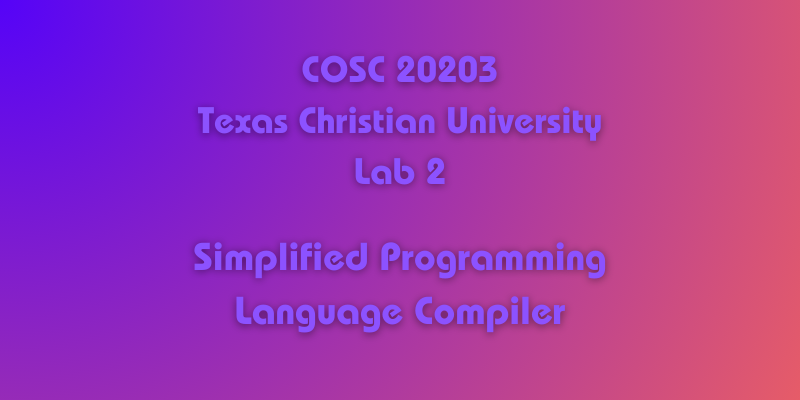 COSC 20203
Texas Christian University
Lab 2
Simplified Programming
Language Compiler